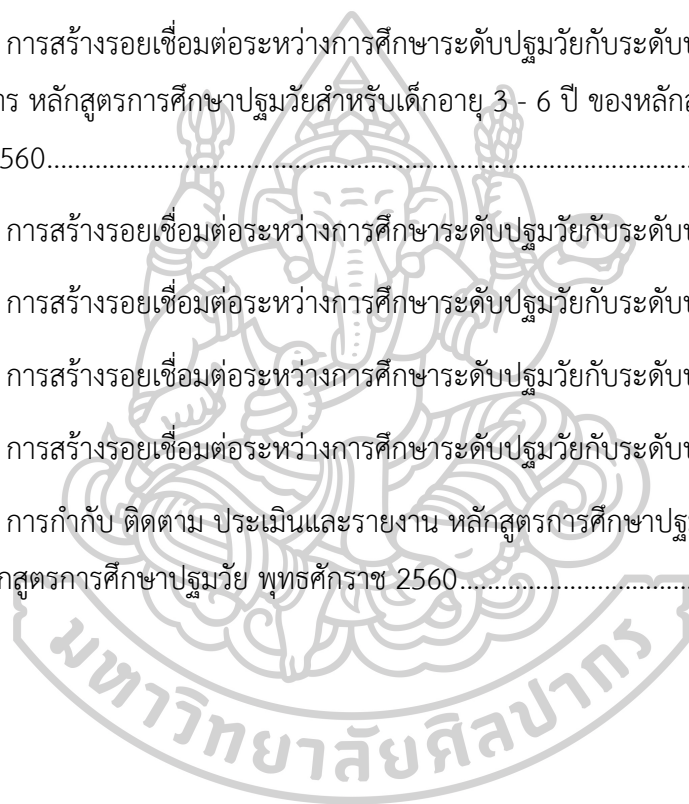 การสร้างรอยเชื่อมต่อระหว่างการศึกษาระดับปฐมวัยกับระดับ
หลักสูตรการศึกษาปฐมวัยสำหรับเด็กอายุ 3 - 6 ปี ของ
560................................................................................
การสร้างรอยเชื่อมต่อระหว่างการศึกษาระดับปฐมวัยกับระดับ
การสร้างรอยเชื่อมต่อระหว่างการศึกษาระดับปฐมวัยกับระดับ
การสร้างรอยเชื่อมต่อระหว่างการศึกษาระดับปฐมวัยกับระดับ
การสร้างรอยเชื่อมต่อระหว่างการศึกษาระดับปฐมวัยกับระดับ
การกำกับ ติดตาม ประเมินและรายงาน หลักสูตรการศึกษา
กสูตรการศึกษาปฐมวัย พุทธศักราช 2560..............................
มหาวิทยาลัยศิลปากร